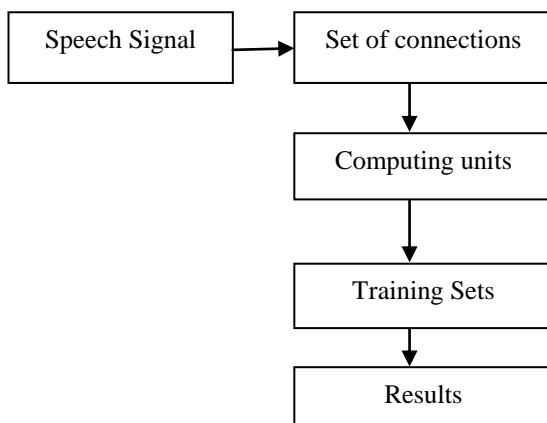 Speech Signal
Set of connections
Computing units
Training Sets
Results